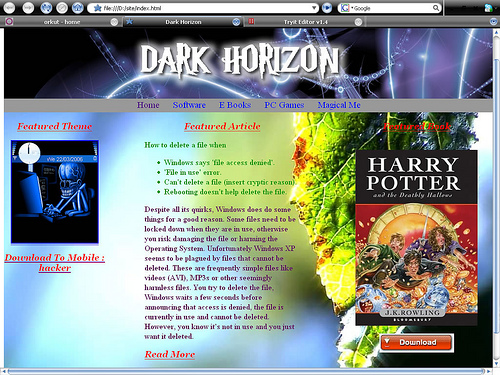 file:///D:/site/index.html
Google
orkut - home
Dark Horizon
Tryit Editor v1.4
DARK HORIZON
Home Software E Books PC Games Magical Me
Featured Theme
We 22/03/2006
Download To Mobile :
hacker
Featured Article
How to delete a file when
Windows says 'file access denied'.
'File in use' error.
Can't delete a file (insert cryptic reason)
Rebooting doesn't help delete the file.
Despite all its quirks, Windows does do some
things for a good reason. Some files need to be
locked down when they are in use, otherwise
you risk damaging the file or harming the
Operating System. Unfortunately Windows XP
seems to be plagued by files that cannot be
deleted. These are frequently simple files like
videos (AVI), MP3s or other seemingly
harmless files. You try to delete the file,
Windows waits a few seconds before
announcing that access is denied, the file is
currently in use and cannot be deleted.
However, you know it's not in use and you just
want it deleted.
Read More
HARRY
POTTER
and the Deathly Hallows
J.K.ROWLING
BLOOMSBURY
Download